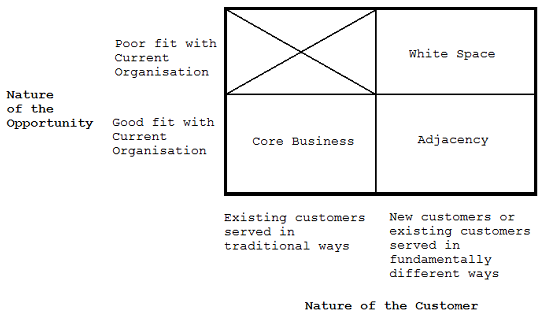 Poor fit with
Current
Organisation
White Space
Nature
of the
Opportunity
Good fit with
Current
Organisation
Core Business
Adjacency
Existing customers
served in
traditional ways
New customers or
existing customers
served in
fundamentally
different ways
Nature of the Customer